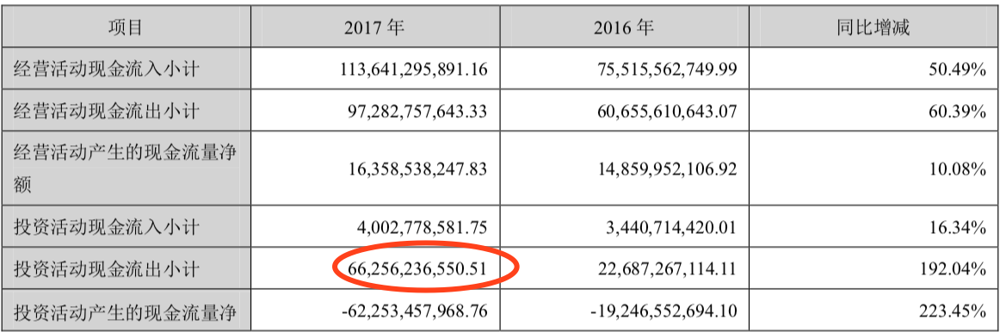 项目 2017 年 2016 年 同比增减
经营活动现金流入小计 113,641,295,891.16 75,515,562,749.99 50.49%
经营活动现金流出小计 97,282,757,643.33 60,655,610,643.07 60.39%
经营活动产生的现金流量净
额 16,358,538,247.83 14,859,952,106.92 10.08%
投资活动现金流入小计 4,002,778,581.75 3,440,714,420.01 16.34%
投资活动现金流出小计 66,256,236,550.51 22,687,267,114.11 192.04%
投资活动产生的现金流量净 -62,253,457,968.76 -19,246,552,694.10 223.45%